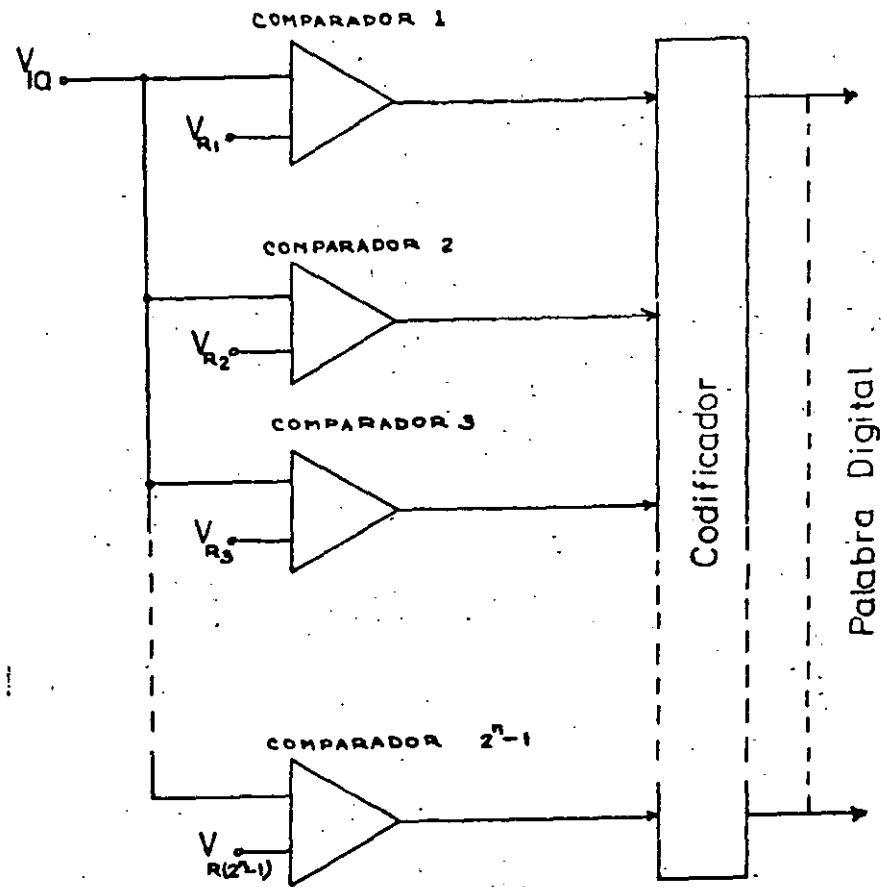 COMPARADOR 1
V1a
VR1
COMPARADOR 2
VR2
COMPARADOR 3
VR3
Codificador
Palabra Digital
COMPARADOR 2ⁿ-1
VR(2ⁿ-1)